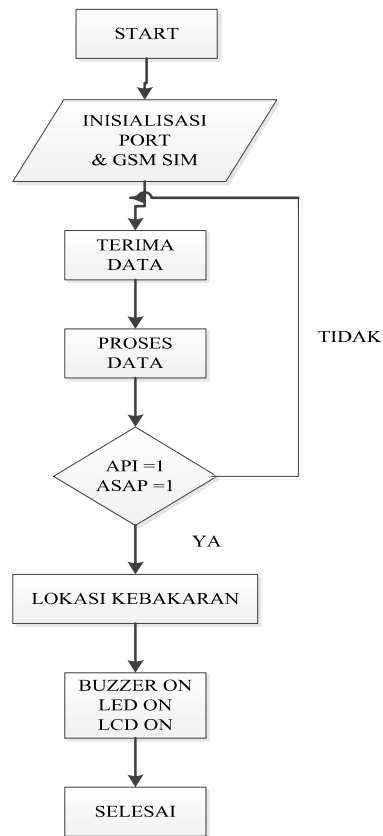 START
INISIALISASI
PORT
& GSM SIM
TERIMA
DATA
PROSES
DATA
TIDAK
API =1
ASAP =1
YA
LOKASI KEBAKARAN
BUZZER ON
LED ON
LCD ON
SELESAI